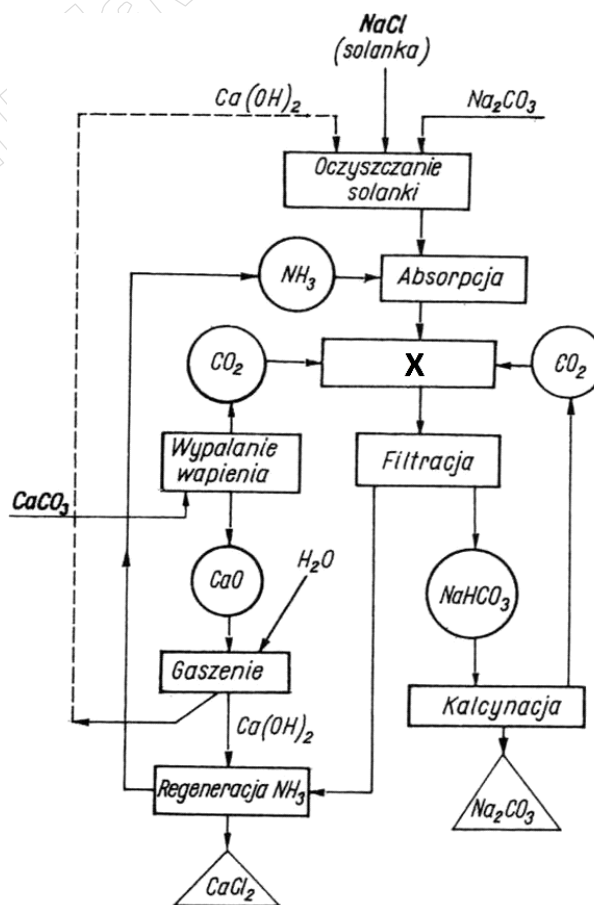 NaCl
(solanka)
Ca(OH)2
Na2CO3
Oczyszczanie
solanki
NH3
Absorpcja
CO2
X
CO2
Wypalanie
wapienia
Filtracja
CaCO3
CaO
H2O
NaHCO3
Gaszenie
Kalcynacja
Ca(OH)2
Regeneracja NH3
Na2CO3
CaCl2